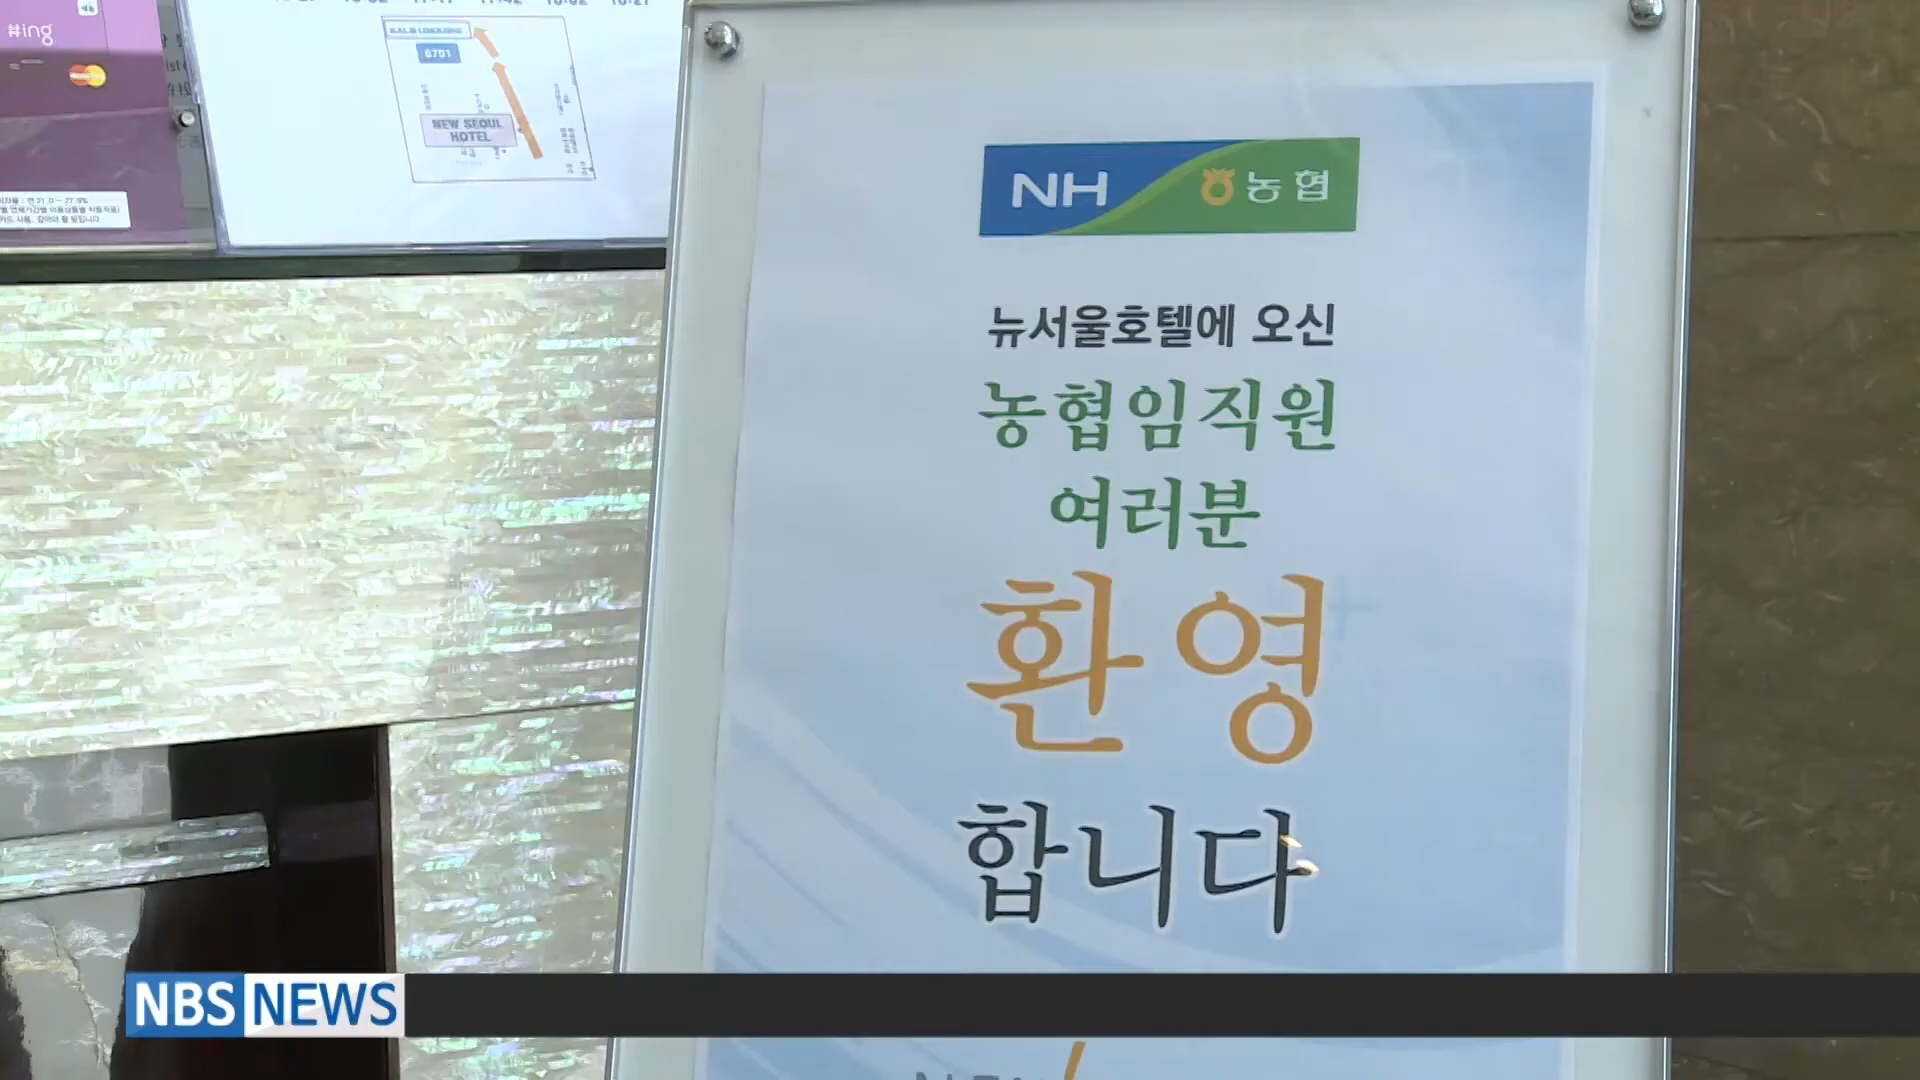 #ing
6701
NEW SEOUL
HOTEL
NH 농협
뉴서울호텔에 오신
농협임직원
여러분
환영
합니다
NBS NEWS